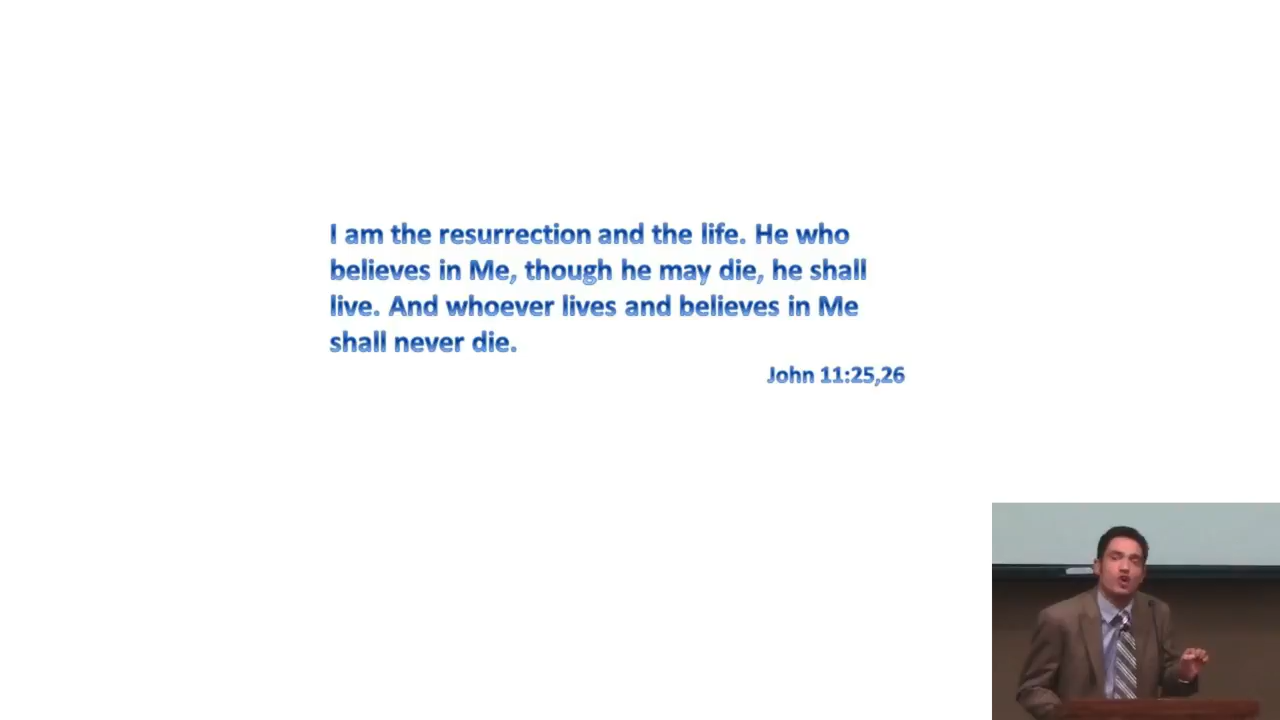 I am the resurrection and the life. He who
believes in Me, though he may die, he shall
live. And whoever lives and believes in Me
shall never die.
John 11:25,26